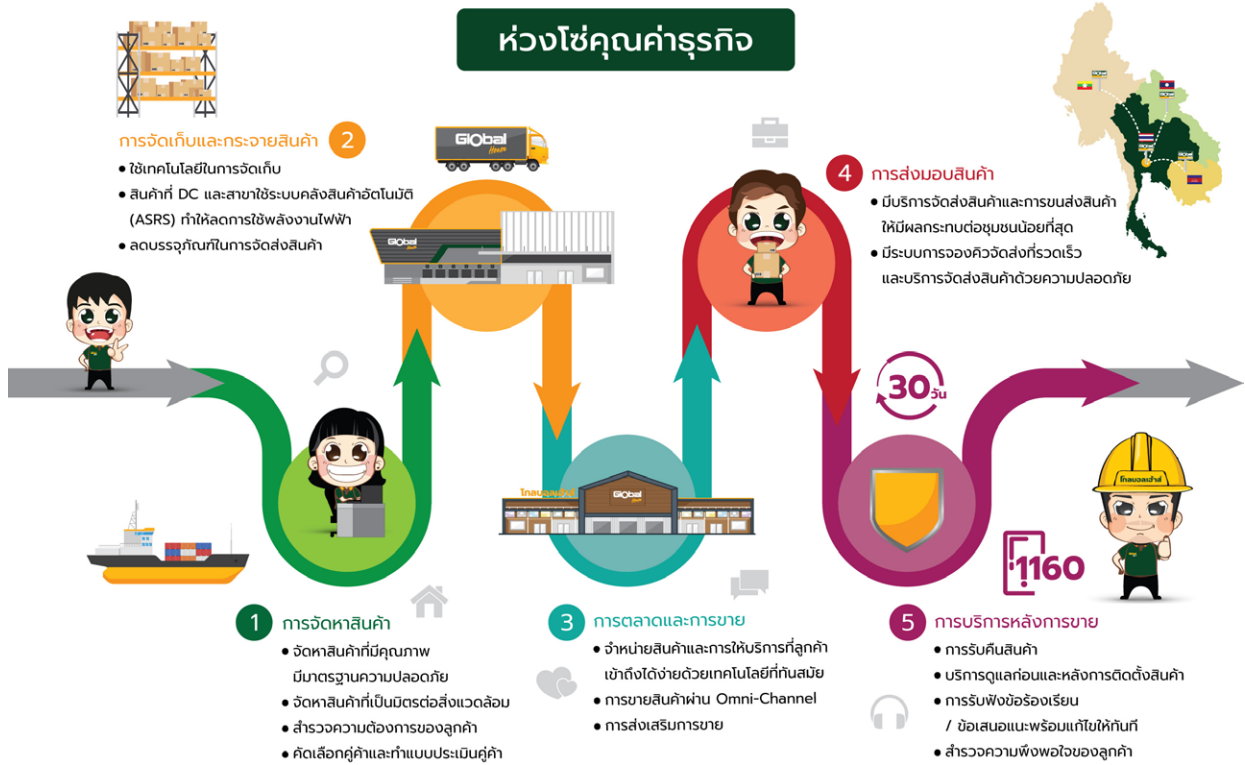 ห่วงโซ่คุณค่าธุรกิจ
การจัดเก็บและกระจายสินค้า 2
• ใช้เทคโนโลยีในการจัดเก็บ
• สินค้าที่ DC และสาขาใช้ระบบคลังสินค้าอัตโนมัติ
(ASRS) ทำให้ลดการใช้พลังงานไฟฟ้า
• ลดบรรจุภัณฑ์ในการจัดส่งสินค้า
Global
House
Global
House
4 การส่งมอบสินค้า
• มีบริการจัดส่งสินค้าและการขนส่งสินค้า
ให้มีผลกระทบต่อชุมชนน้อยที่สุด
• มีระบบการจองคิวจัดส่งที่รวดเร็ว
และบริการจัดส่งสินค้าด้วยความปลอดภัย
30 วัน
โกลบอลเฮ้าส์
Global
House
โกลบอลเฮ้าส์
1160
1 การจัดหาสินค้า
• จัดหาสินค้าที่มีคุณภาพ
มีมาตรฐานความปลอดภัย
• จัดหาสินค้าที่เป็นมิตรต่อสิ่งแวดล้อม
• สำรวจความต้องการของลูกค้า
• คัดเลือกคู่ค้าและทำแบบประเมินคู่ค้า
3 การตลาดและการขาย
• จำหน่ายสินค้าและการให้บริการที่ลูกค้า
เข้าถึงได้ง่ายด้วยเทคโนโลยีที่ทันสมัย
• การขายสินค้าผ่าน Omni-Channel
• การส่งเสริมการขาย
5 การบริการหลังการขาย
• การรับคืนสินค้า
• บริการดูแลก่อนและหลังการติดตั้งสินค้า
• การรับฟังข้อร้องเรียน
/ ข้อเสนอแนะพร้อมแก้ไขให้ทันที
• สำรวจความพึงพอใจของลูกค้า